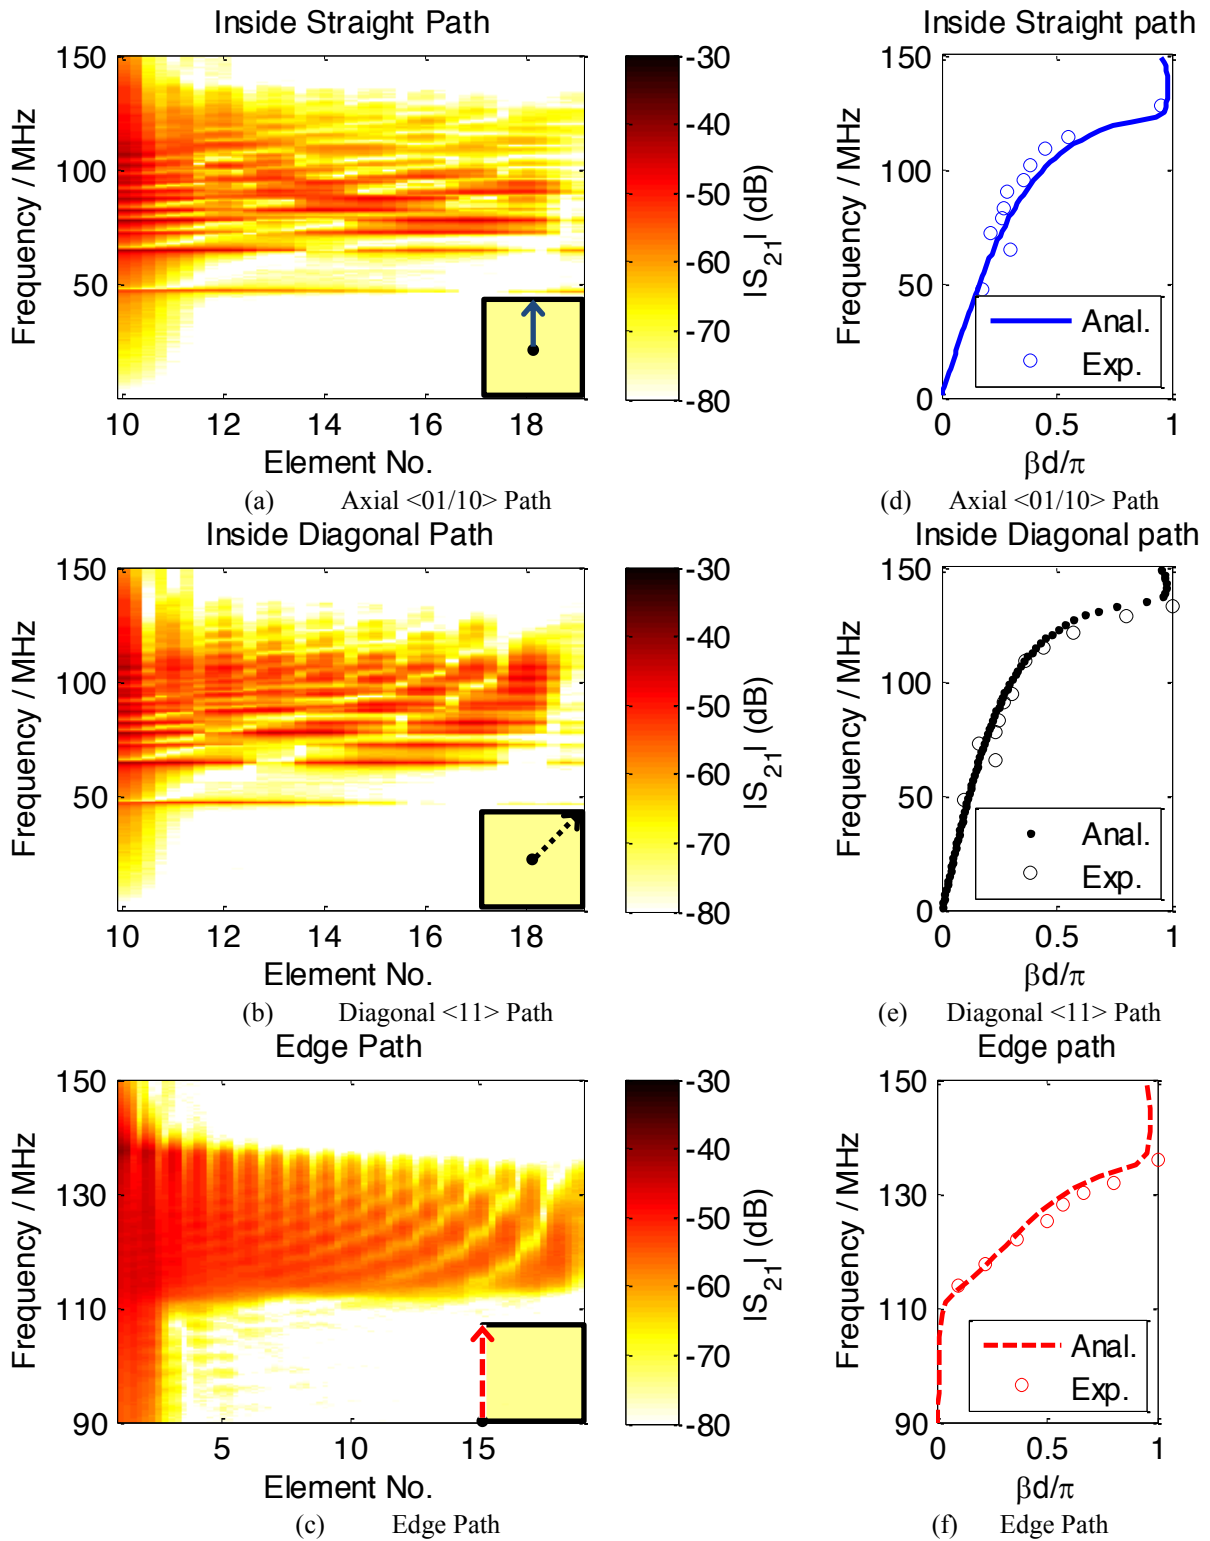 Inside Straight Path
150
100
50
0
Frequency / MHz
10 12 14 16 18
Element No.
-30
-40
-50
-60
-70
-80
|S21| (dB)
(a) Axial <01/10> Path
Inside Straight path
150
100
50
0
Frequency / MHz
Anal.
Exp.
0 0.5 1
βd/π
(d) Axial <01/10> Path
Inside Diagonal Path
150
100
50
Frequency / MHz
10 12 14 16 18
Element No.
-30
-40
-50
-60
-70
-80
|S21| (dB)
(b) Diagonal <11> Path
Inside Diagonal path
150
100
50
0
Frequency / MHz
Anal.
Exp.
0 0.5 1
βd/π
(e) Diagonal <11> Path
Edge Path
150
130
110
90
Frequency / MHz
5 10 15
Element No.
-30
-40
-50
-60
-70
-80
|S21| (dB)
(c) Edge Path
Edge path
150
130
110
90
Frequency / MHz
Anal.
Exp.
0 0.5 1
βd/π
(f) Edge Path